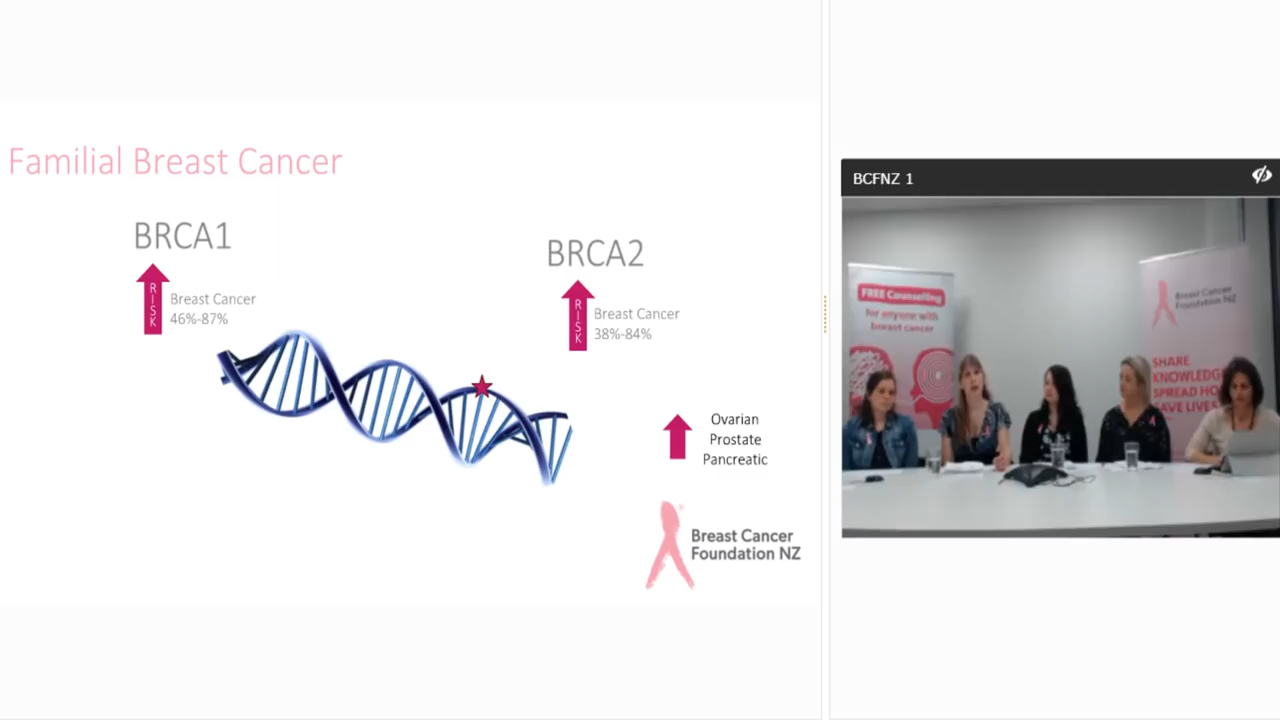 Familial Breast Cancer
BRCA1
RISK
Breast Cancer
46%-87%
BRCA2
RISK
Breast Cancer
38%-84%
Ovarian
Prostate
Pancreatic
Breast Cancer
Foundation NZ
BCFNZ 1
FREE Counselling
for anyone with
breast cancer
Breast Cancer
Foundation NZ
SHARE
KNOWLEDGE
SPREAD
SAVE LIVES